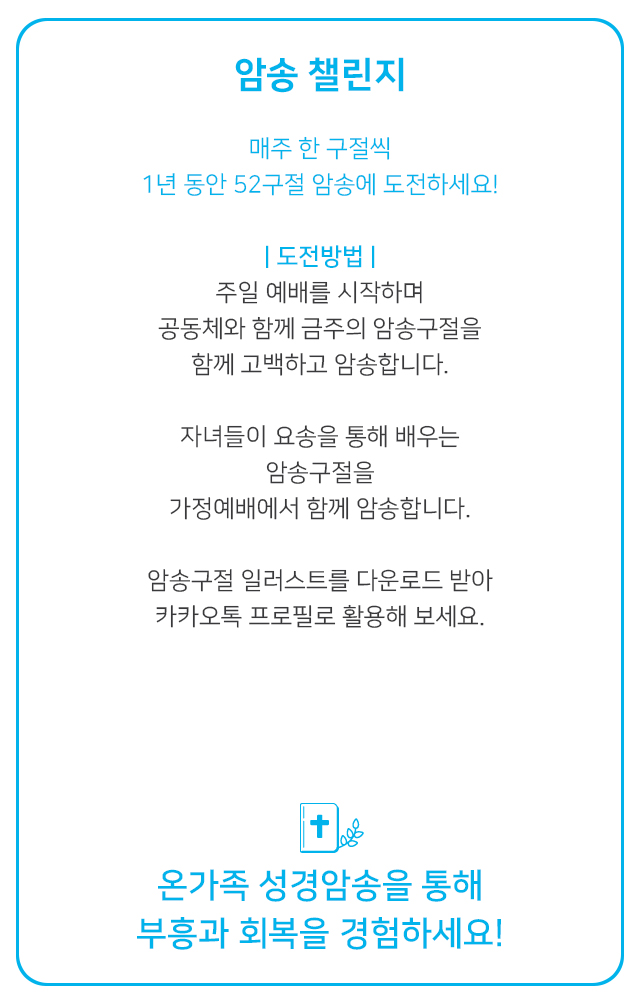 암송 챌린지
매주 한 구절씩
1년 동안 52구절 암송에 도전하세요!
| 도전방법 |
주일 예배를 시작하며
공동체와 함께 금주의 암송구절을
함께 고백하고 암송합니다.
자녀들이 요송을 통해 배우는
암송구절을
가정예배에서 함께 암송합니다.
암송구절 일러스트를 다운로드 받아
카카오톡 프로필로 활용해 보세요.
온가족 성경암송을 통해
부흥과 회복을 경험하세요!